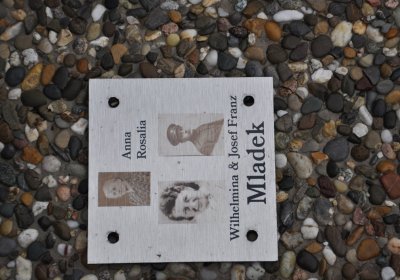 Anna
Rosalia
Wilhelmina & Josef Franz
Mladek